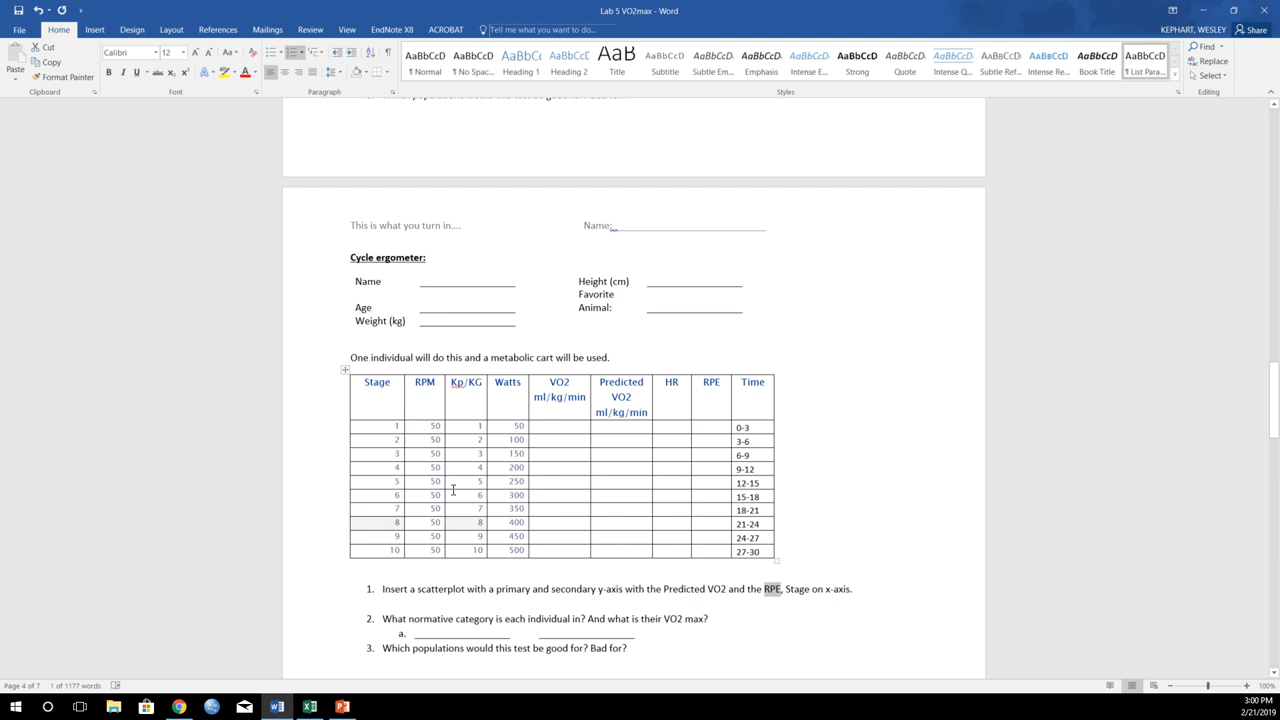 Lab 5 VO2max - Word
File Home Insert Design Layout References Mailings Review View EndNote X8 ACROBAT Tell me what you want to do... KEPHART, WESLEY Share
Paste Cut Copy Format Painter Clipboard
Calibri 12 Font
Paragraph
AaBbCcD AaBbCcD AaBbCc AaBbCcD AaB AaBbCcD AaBbCcD AaBbCcD AaBbCcD AaBbCcD AaBbCcD AaBbCcD AaBbCcD AaBbCcD AaBbCcD AaBbCcD
¶ Normal ¶ No Spac... Heading 1 Heading 2 Title Subtitle Subtle Em... Emphasis Intense E... Strong Quote Intense Q... Subtle Ref... Intense Re... Book Title ¶ List Para...
Styles
Find Replace Select Editing
This is what you turn in.... Name:
Cycle ergometer:
Name Height (cm)
Favorite
Age Animal:
Weight (kg)
One individual will do this and a metabolic cart will be used.
Stage RPM Kp/KG Watts VO2 ml/kg/min Predicted VO2 ml/kg/min HR RPE Time
1 50 1 50 0-3
2 50 2 100 3-6
3 50 3 150 6-9
4 50 4 200 9-12
5 50 5 250 12-15
6 50 6 300 15-18
7 50 7 350 18-21
8 50 8 400 21-24
9 50 9 450 24-27
10 50 10 500 27-30
1. Insert a scatterplot with a primary and secondary y-axis with the Predicted VO2 and the RPE, Stage on x-axis.
2. What normative category is each individual in? And what is their VO2 max?
a.
3. Which populations would this test be good for? Bad for?
Page 4 of 7 1 of 1177 words 100%
3:00 PM
2/21/2019